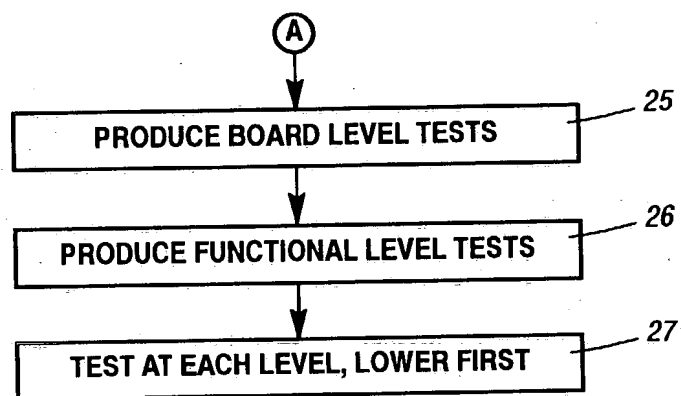 A
PRODUCE BOARD LEVEL TESTS
25
PRODUCE FUNCTIONAL LEVEL TESTS
26
TEST AT EACH LEVEL, LOWER FIRST
27